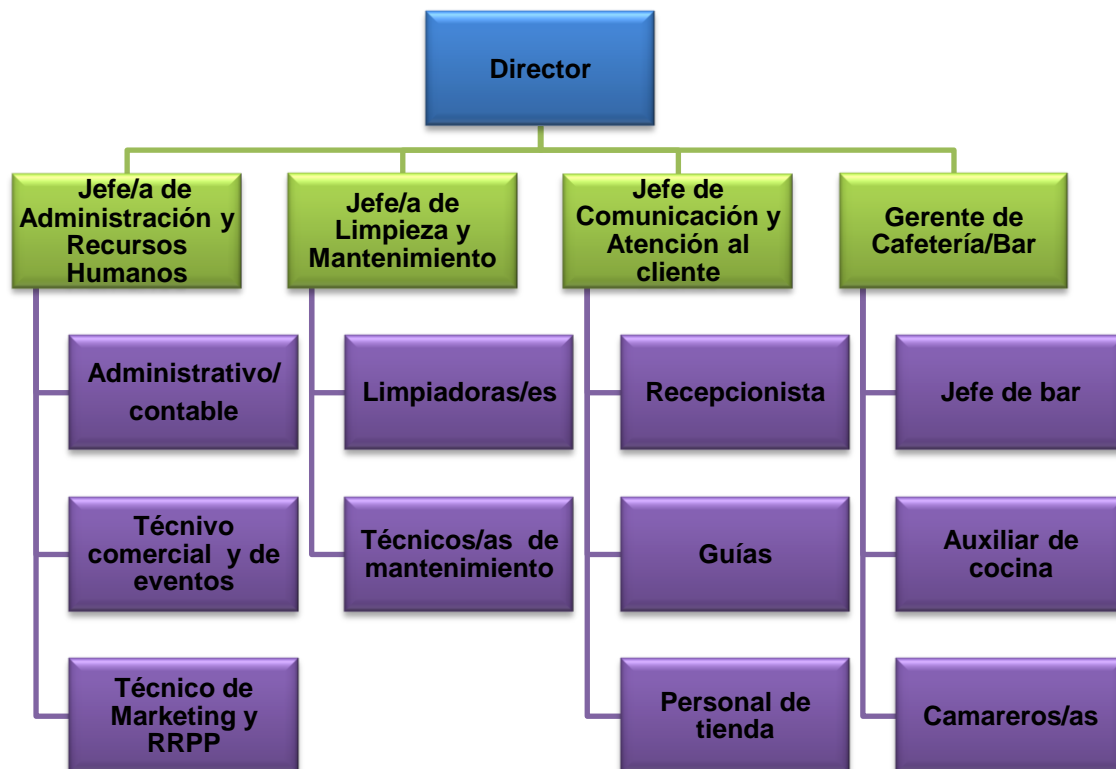 Director
Jefe/a de
Administración y
Recursos
Humanos
Jefe/a de
Limpieza y
Mantenimiento
Jefe de
Comunicación y
Atención al
cliente
Gerente de
Cafetería/Bar
Administrativo/
contable
Limpiadoras/es
Recepcionista
Jefe de bar
Técnivo
comercial y de
eventos
Técnicos/as de
mantenimiento
Guías
Auxiliar de
cocina
Técnico de
Marketing y
RRPP
Personal de
tienda
Camareros/as